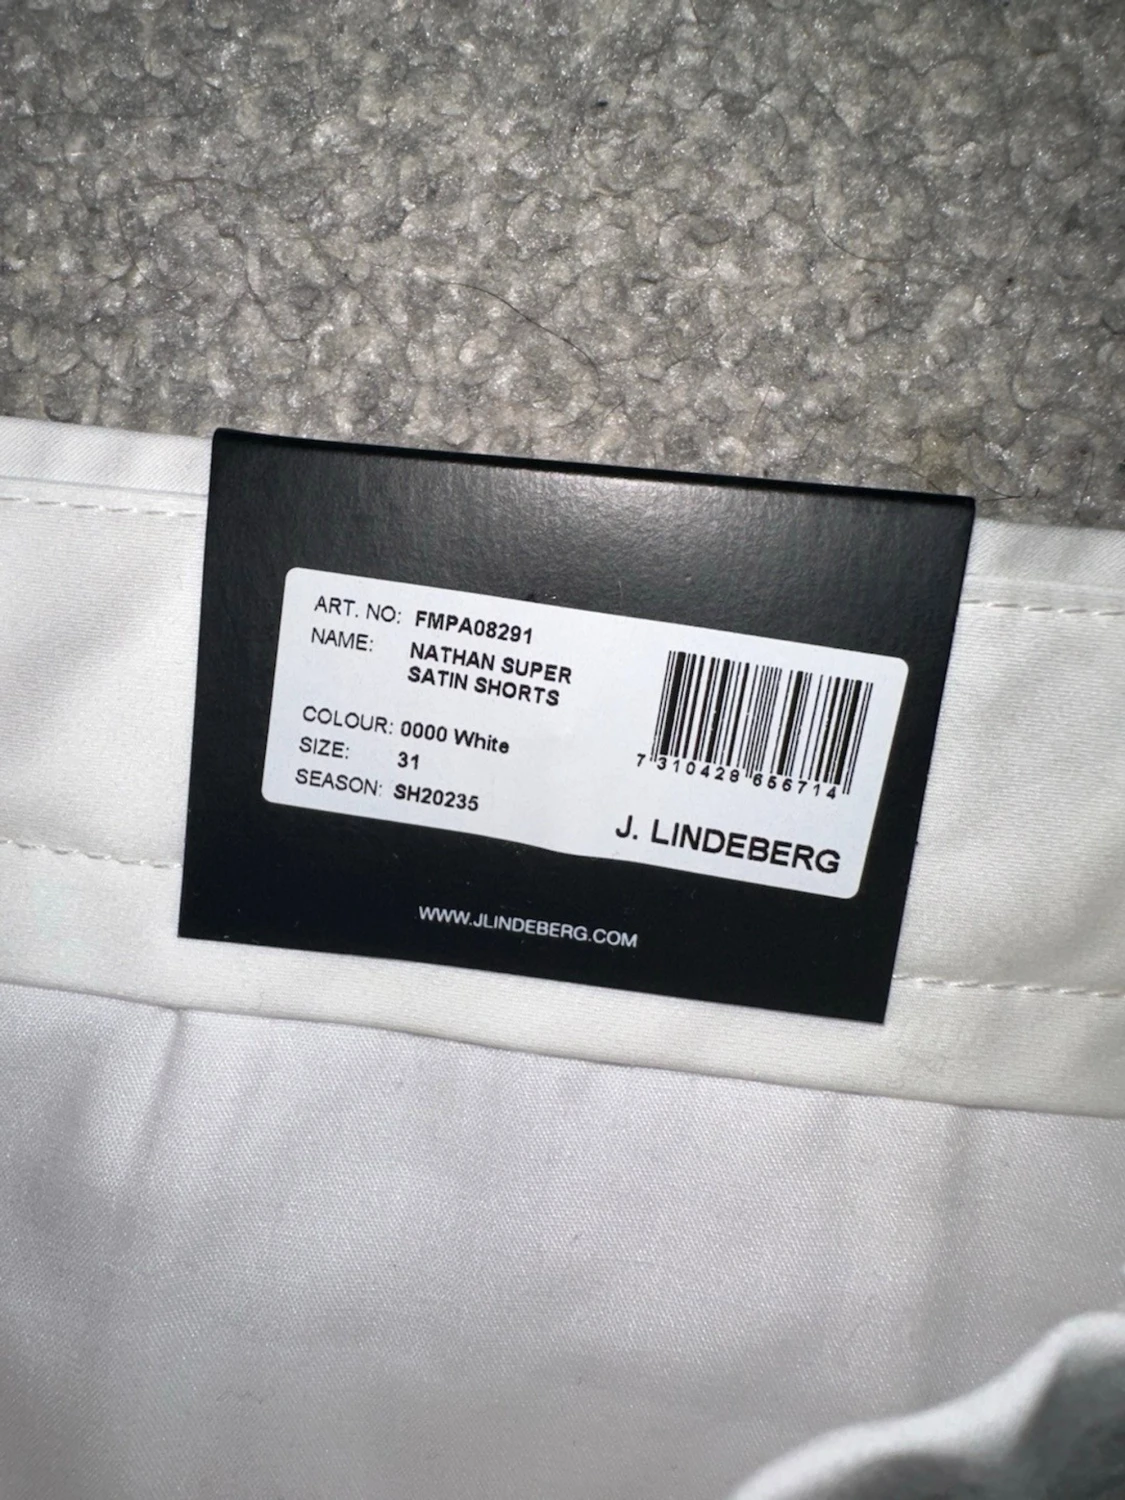 ART. NO: FMPA08291
NAME: NATHAN SUPER
SATIN SHORTS
COLOUR: 0000 White
SIZE: 31
SEASON: SH20235
7 310428 656714
J. LINDEBERG
WWW.JLINDEBERG.COM